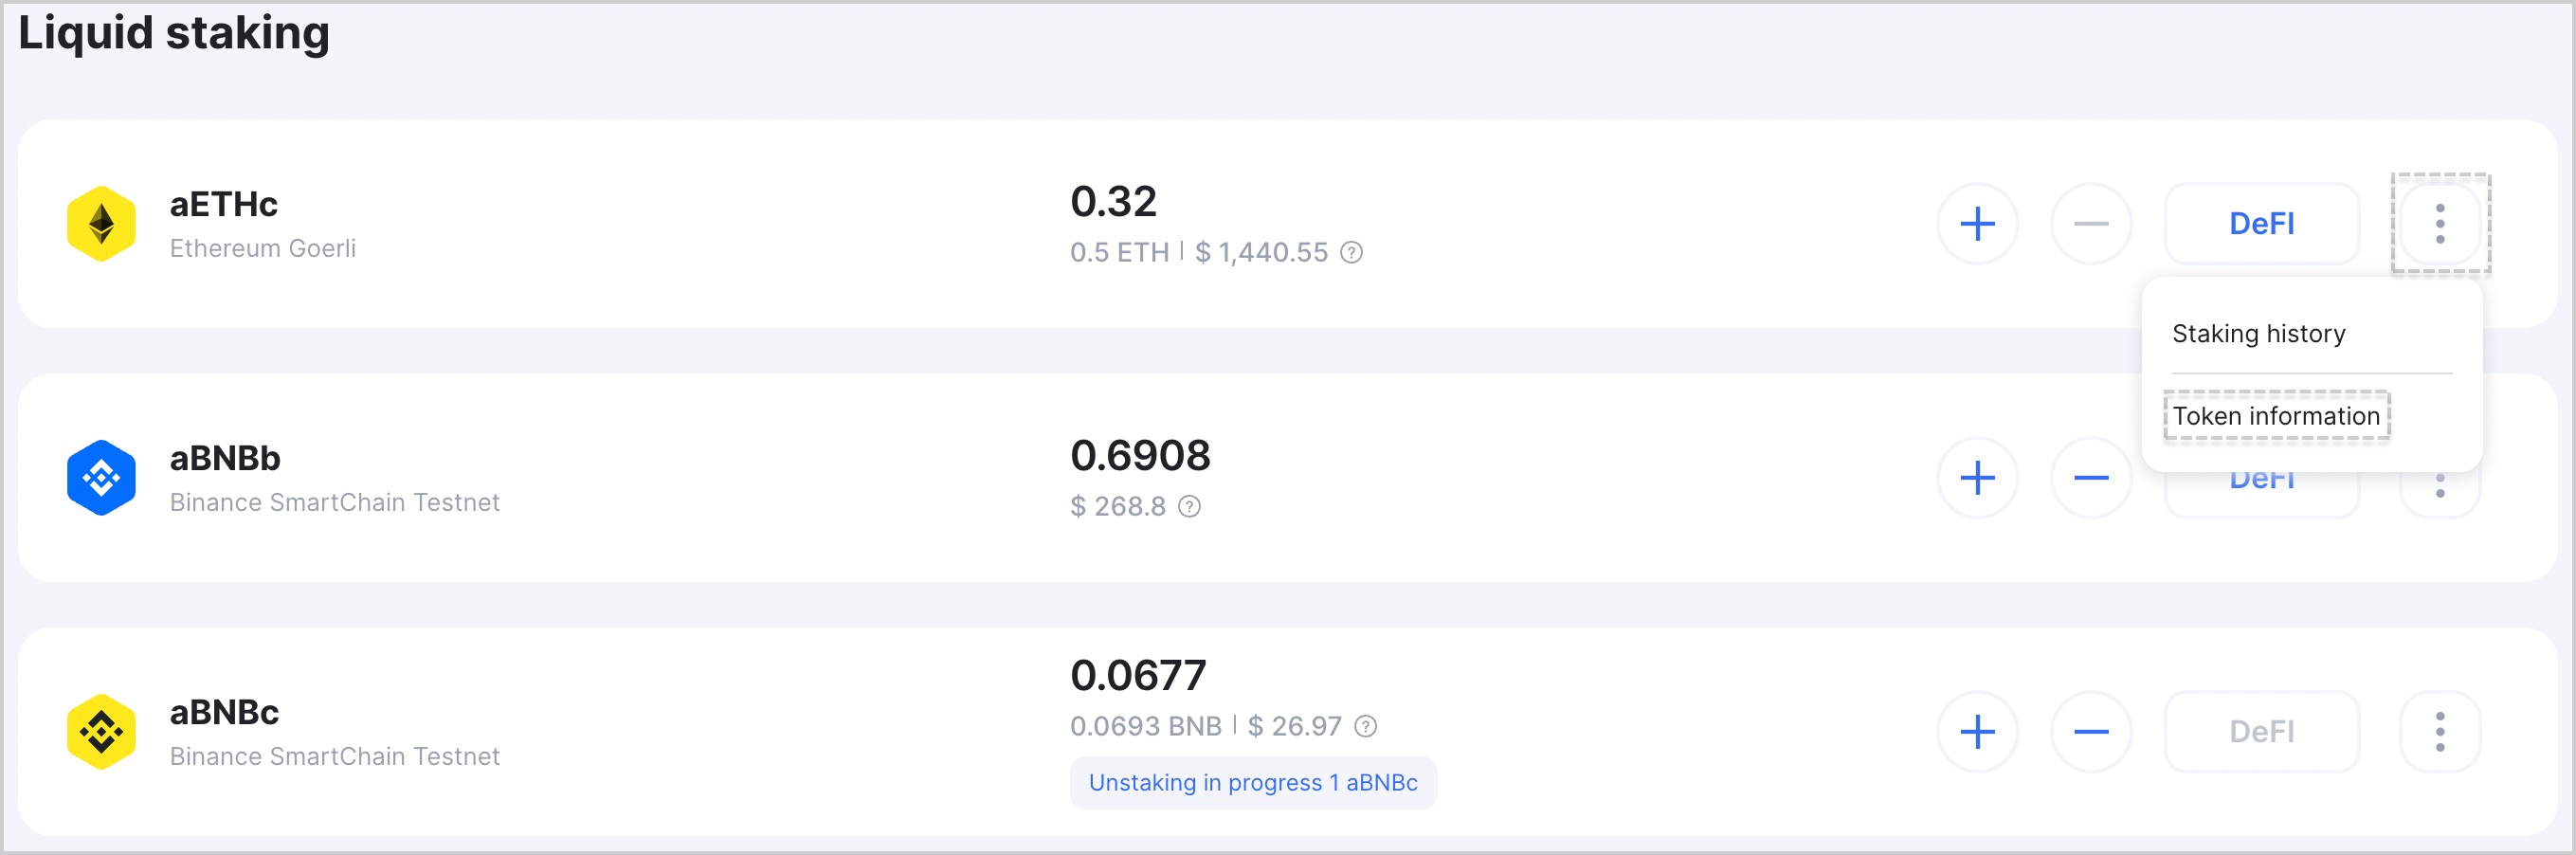 Liquid staking
aETHc
Ethereum Goerli
0.32
0.5 ETH | $ 1,440.55 ?
DeFI
Staking history
Token information
aBNBb
Binance SmartChain Testnet
0.6908
$ 268.8 ?
DeFI
aBNBc
Binance SmartChain Testnet
0.0677
0.0693 BNB | $ 26.97 ?
Unstaking in progress 1 aBNBc
DeFI